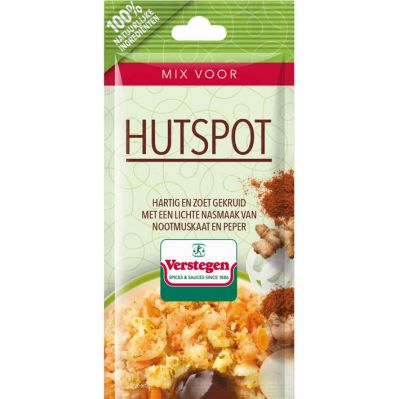 100%
NATUURLIJKE
INGREDIËNTEN
MIX VOOR
HUTSPOT
HARTIG EN ZOET GEKRUID
MET EEN LICHTE NASMAAK VAN
NOOTMUSKAAT EN PEPER
Verstegen
SPICES & SAUCES SINCE 1886